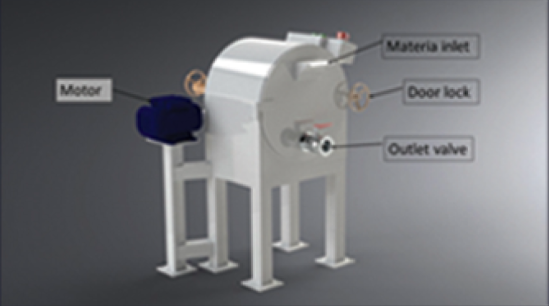 Materia inlet
Motor
Door lock
Outlet valve